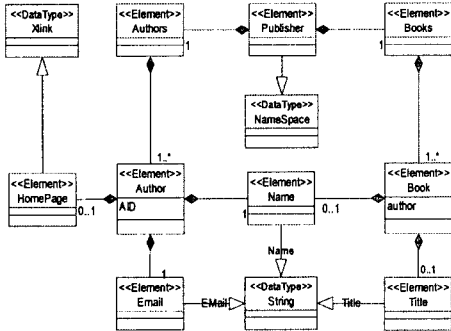 <<DataType>>
Xlink
<<Element>>
Authors
1
<<Element>>
Publisher
<<Element>>
Books
1
<<DataType>>
NameSpace
1..*
1..*
<<Element>>
HomePage
0..1
<<Element>>
Author
AID
1
<<Element>>
Name
0..1
<<Element>>
Book
author
Name
1
0..1
<<Element>>
Email
EMail
<<DataType>>
String
Title
<<Element>>
Title